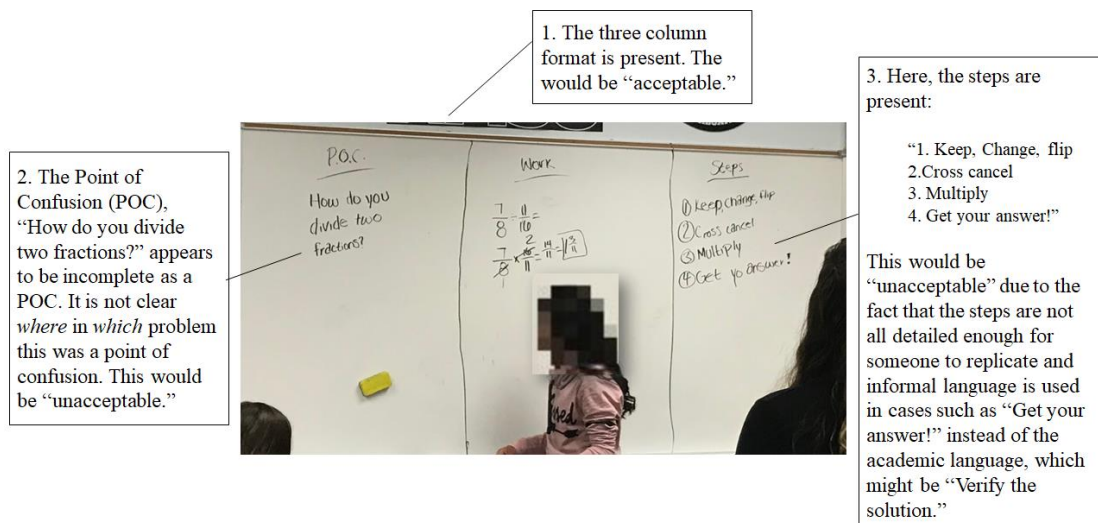 1. The three column
format is present. The
would be “acceptable.”
2. The Point of
Confusion (POC),
“How do you divide
two fractions?” appears
to be incomplete as a
POC. It is not clear
where in which problem
this was a point of
confusion. This would
be “unacceptable.”
P.O.C.
How do you
divide two
fractions?
Work
7/8 ÷ 11/16 =
7/8 × 16/11 = 14/11 = 1 3/11
2
1
Steps
① Keep, change, flip
② Cross cancel
③ Multiply
④ Get yo answer!
3. Here, the steps are
present:
“1. Keep, Change, flip
2.Cross cancel
3. Multiply
4. Get your answer!”
This would be
“unacceptable” due to the
fact that the steps are not
all detailed enough for
someone to replicate and
informal language is used
in cases such as “Get your
answer!” instead of the
academic language, which
might be “Verify the
solution.”